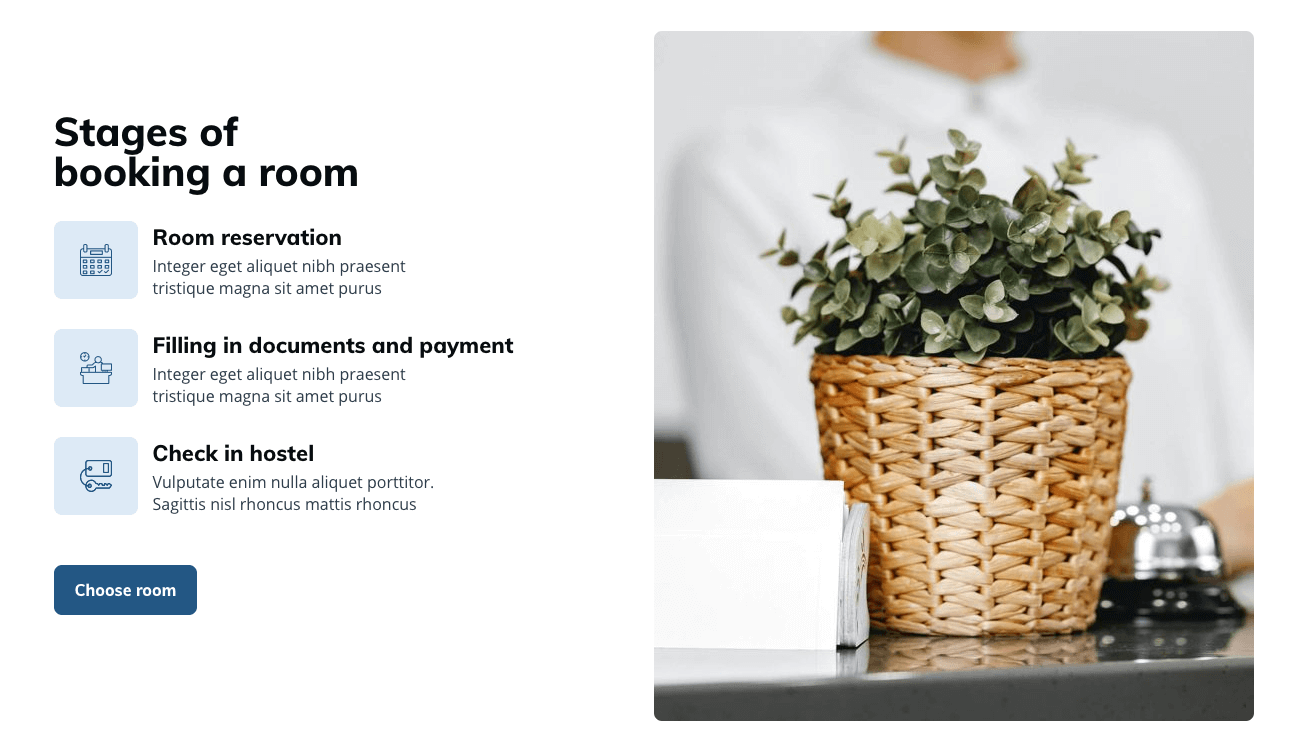 Stages of
booking a room
Room reservation
Integer eget aliquet nibh praesent
tristique magna sit amet purus
Filling in documents and payment
Integer eget aliquet nibh praesent
tristique magna sit amet purus
Check in hostel
Vulputate enim nulla aliquet porttitor.
Sagittis nisl rhoncus mattis rhoncus
Choose room